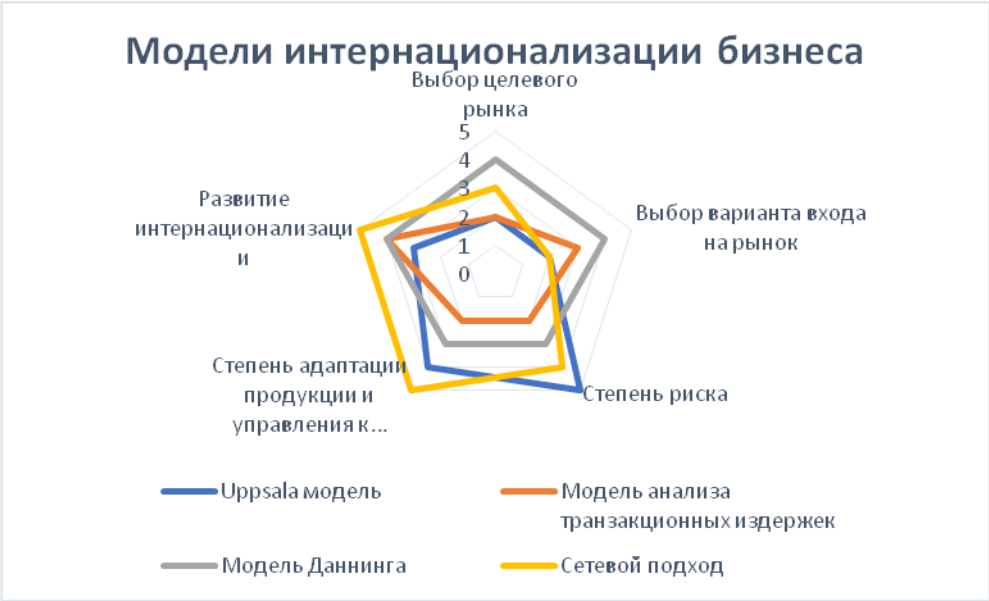 Модели интернационализации бизнеса
Выбор целевого
рынка
5
4
3
2
1
0
Выбор варианта входа
на рынок
Степень риска
Степень адаптации
продукции и
управления к...
Развитие
интернационализаци
и
Uppsala модель
Модель анализа
транзакционных издержек
Модель Даннинга
Сетевой подход